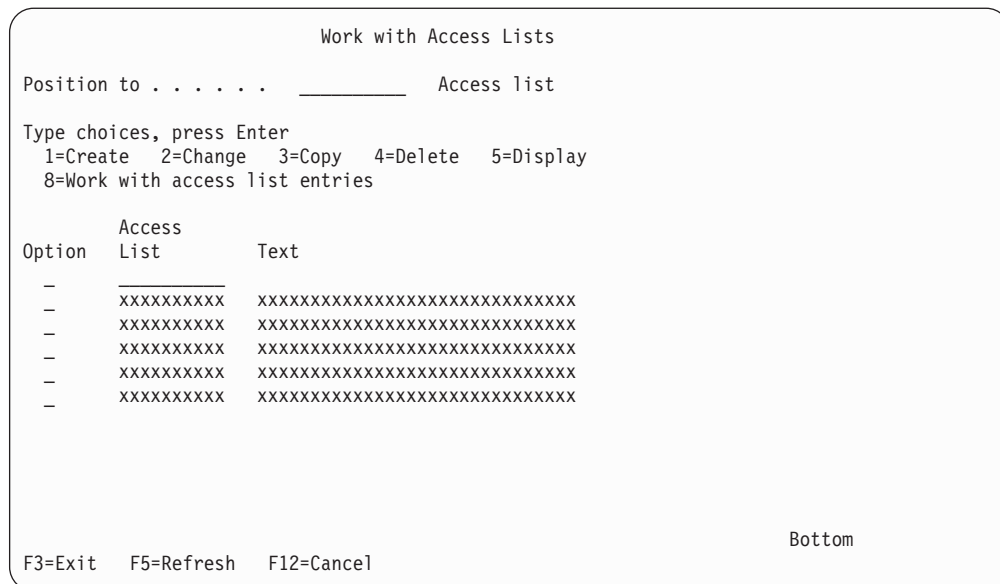 Work with Access Lists
Position to . . . . . . __________ Access list
Type choices, press Enter
1=Create 2=Change 3=Copy 4=Delete 5=Display
8=Work with access list entries
Access
Option List Text
_ __________
_ xxxxxxxxxx xxxxxxxxxxxxxxxxxxxxxxxxxxxxxx
_ xxxxxxxxxx xxxxxxxxxxxxxxxxxxxxxxxxxxxxxx
_ xxxxxxxxxx xxxxxxxxxxxxxxxxxxxxxxxxxxxxxx
_ xxxxxxxxxx xxxxxxxxxxxxxxxxxxxxxxxxxxxxxx
_ xxxxxxxxxx xxxxxxxxxxxxxxxxxxxxxxxxxxxxxx
Bottom
F3=Exit F5=Refresh F12=Cancel